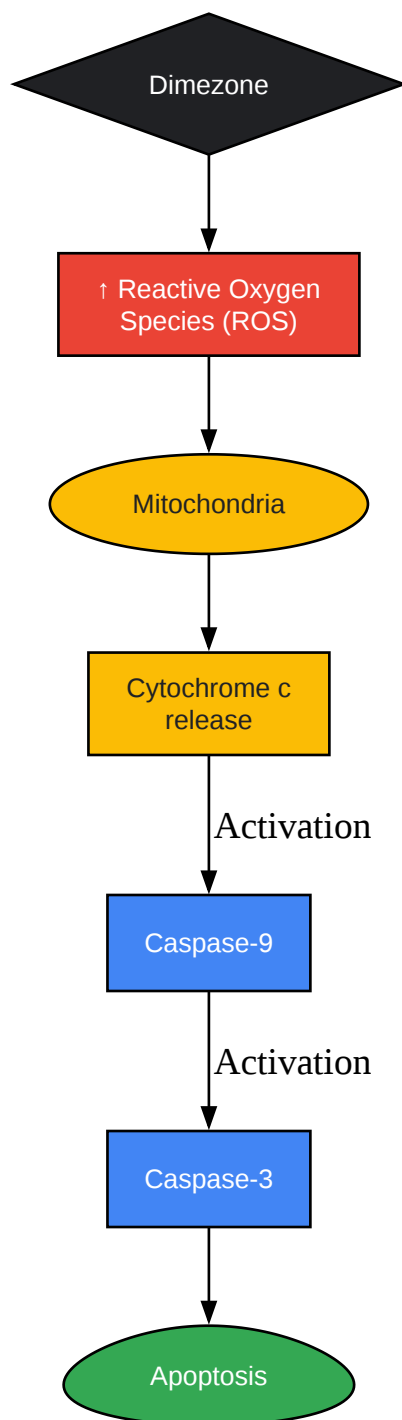 Dimezone
↑ Reactive Oxygen
Species (ROS)
Mitochondria
Cytochrome c
release
Activation
Caspase-9
Activation
Caspase-3
Apoptosis